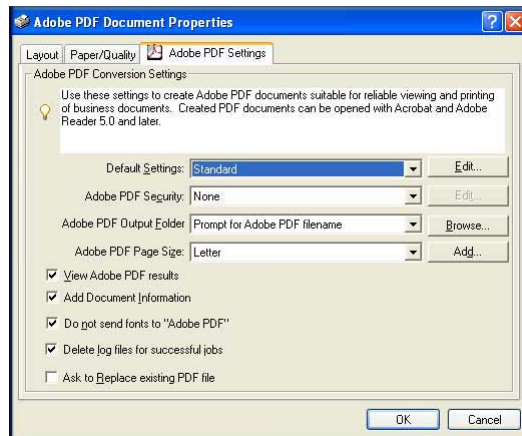 Adobe PDF Document Properties
Layout Paper/Quality Adobe PDF Settings
Adobe PDF Conversion Settings
Use these settings to create Adobe PDF documents suitable for reliable viewing and printing
of business documents. Created PDF documents can be opened with Acrobat and Adobe
Reader 5.0 and later.
Default Settings: Standard Edit...
Adobe PDF Security: None Edit...
Adobe PDF Output Folder Prompt for Adobe PDF filename Browse...
Adobe PDF Page Size: Letter Add...
View Adobe PDF results
Add Document Information
Do not send fonts to "Adobe PDF"
Delete log files for successful jobs
Ask to Replace existing PDF file
OK Cancel